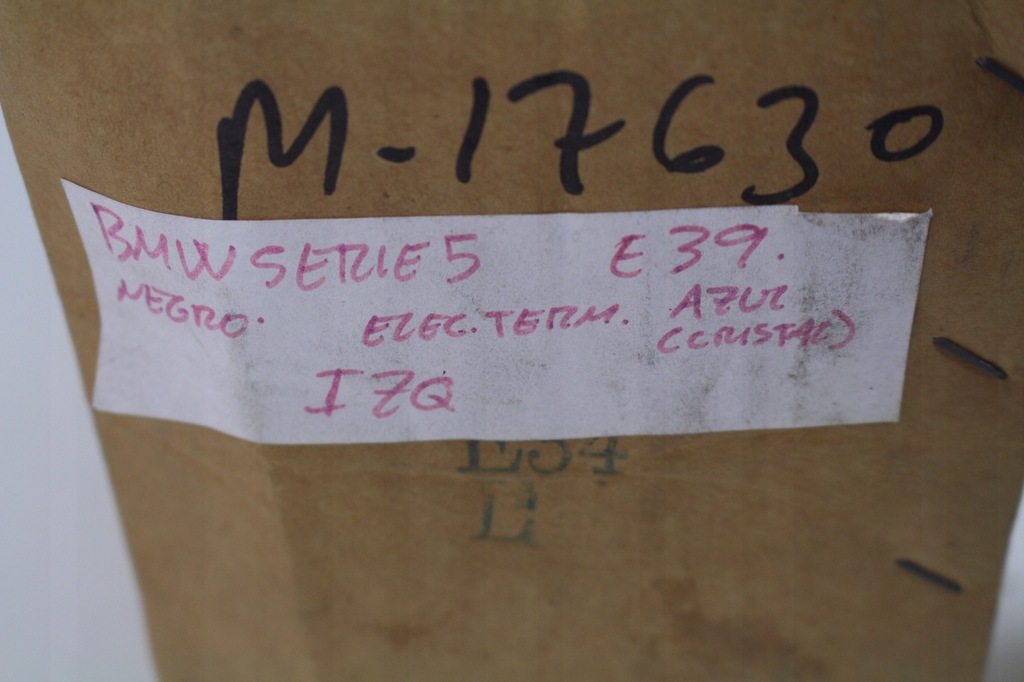 M-17630
BMW SERIE 5 E39.
NEGRO. ELEC. TERM. AZUL
(CRISTAL)
IZQ
E34
L